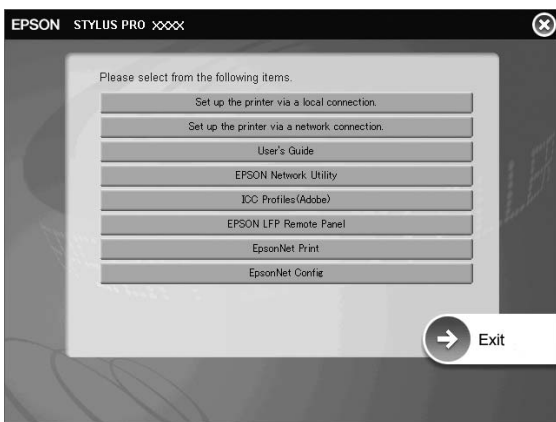 EPSON STYLUS PRO XXXX
Please select from the following items.
Set up the printer via a local connection.
Set up the printer via a network connection.
User's Guide
EPSON Network Utility
ICC Profiles(Adobe)
EPSON LFP Remote Panel
EpsonNet Print
EpsonNet Config
Exit